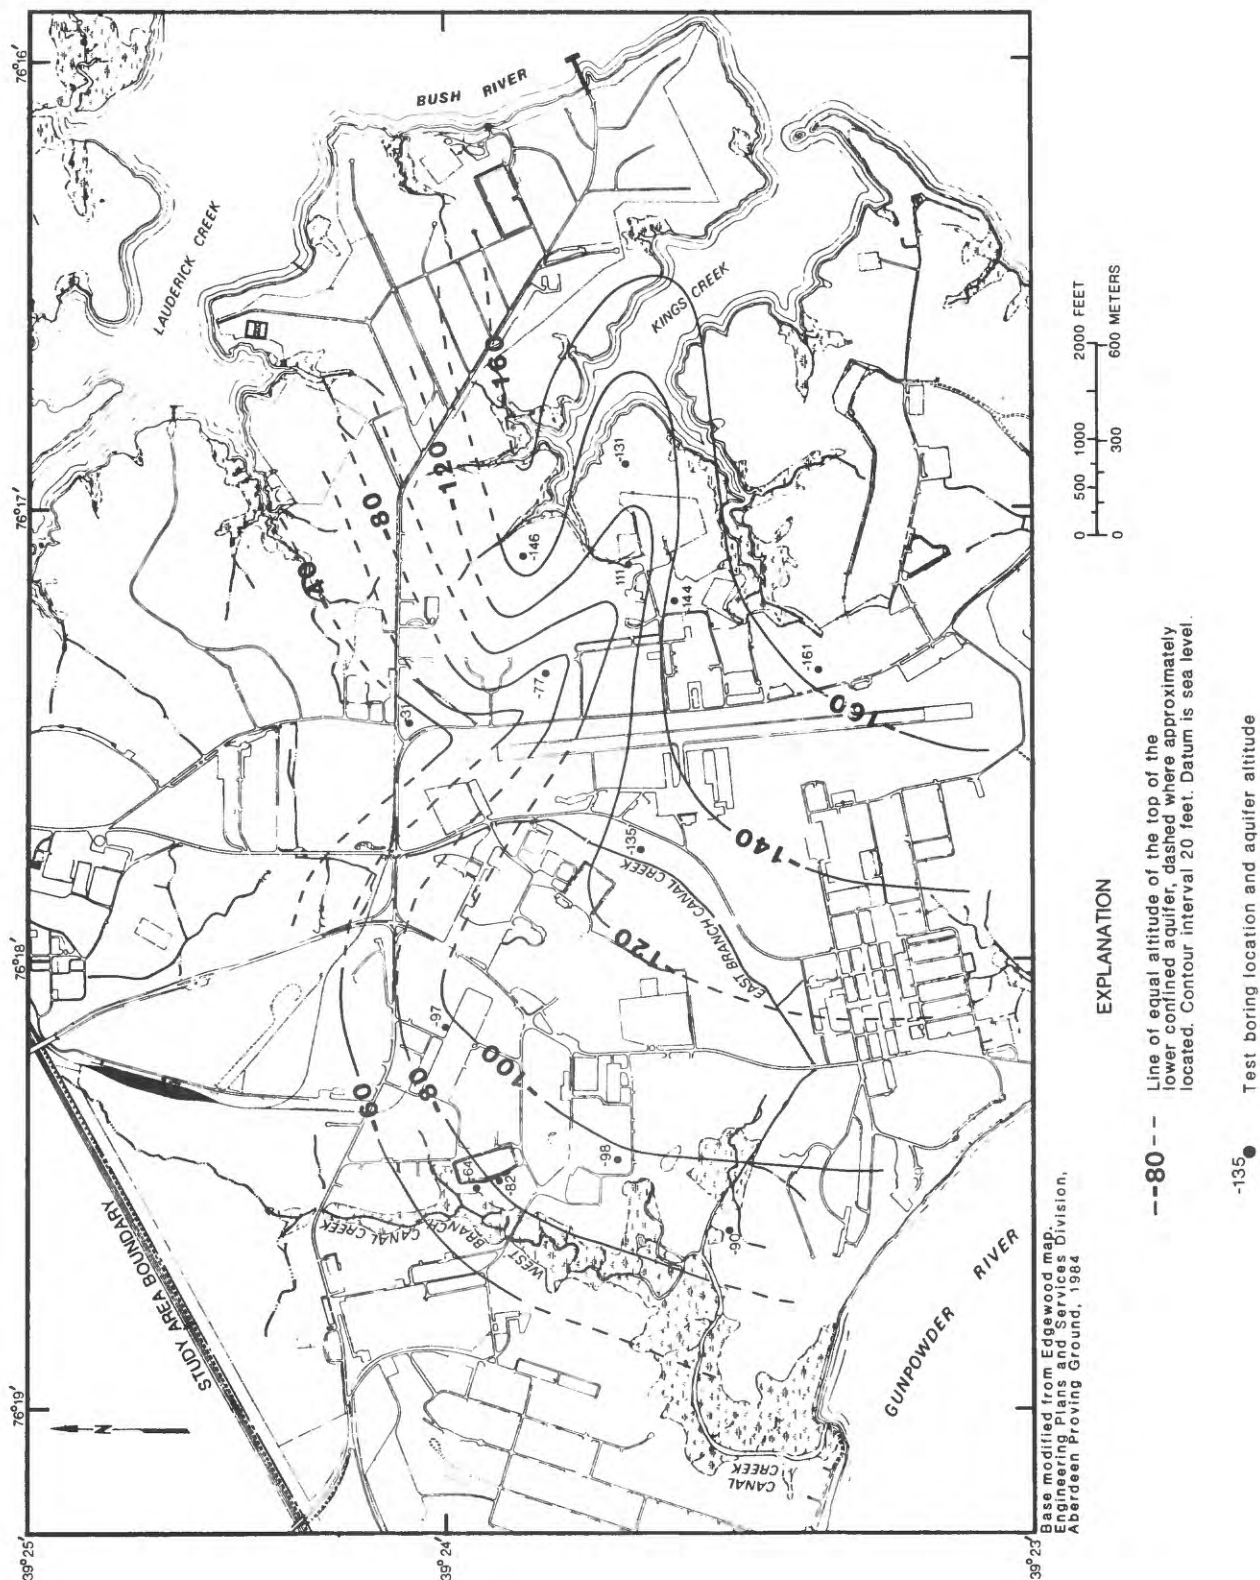 76°19'
76°18'
76°17'
76°16'
39°25'
39°24'
39°23'
N
STUDY AREA BOUNDARY
LAUDERICK CREEK
BUSH RIVER
KINGS CREEK
WEST
BRANCH
CANAL CREEK
EAST BRANCH CANAL CREEK
CANAL
CREEK
GUNPOWDER RIVER
-40
-80
-120
-160
-60
-80
-100
-120
-140
160
-3
-77
-146
-131
111
-144
-161
-135
-97
-64
-82
-98
-90
Base modified from Edgewood map.
Engineering Plans and Services Division,
Aberdeen Proving Ground, 1984
0 500 1000 2000 FEET
0 300 600 METERS
EXPLANATION
--80-- Line of equal altitude of the top of the
lower confined aquifer, dashed where approximately
located. Contour interval 20 feet. Datum is sea level.
-135 Test boring location and aquifer altitude